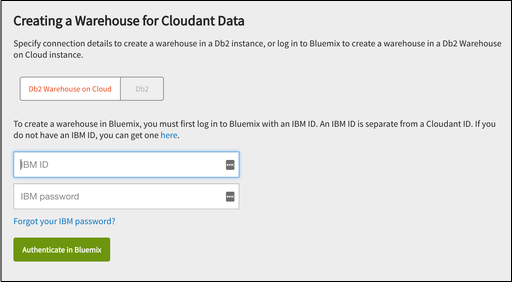 Creating a Warehouse for Cloudant Data
Specify connection details to create a warehouse in a Db2 instance, or log in to Bluemix to create a warehouse in a Db2 Warehouse
on Cloud instance.
Db2 Warehouse on Cloud Db2
To create a warehouse in Bluemix, you must first log in to Bluemix with an IBM ID. An IBM ID is separate from a Cloudant ID. If you
do not have an IBM ID, you can get one here.
IBM ID
IBM password
Forgot your IBM password?
Authenticate in Bluemix